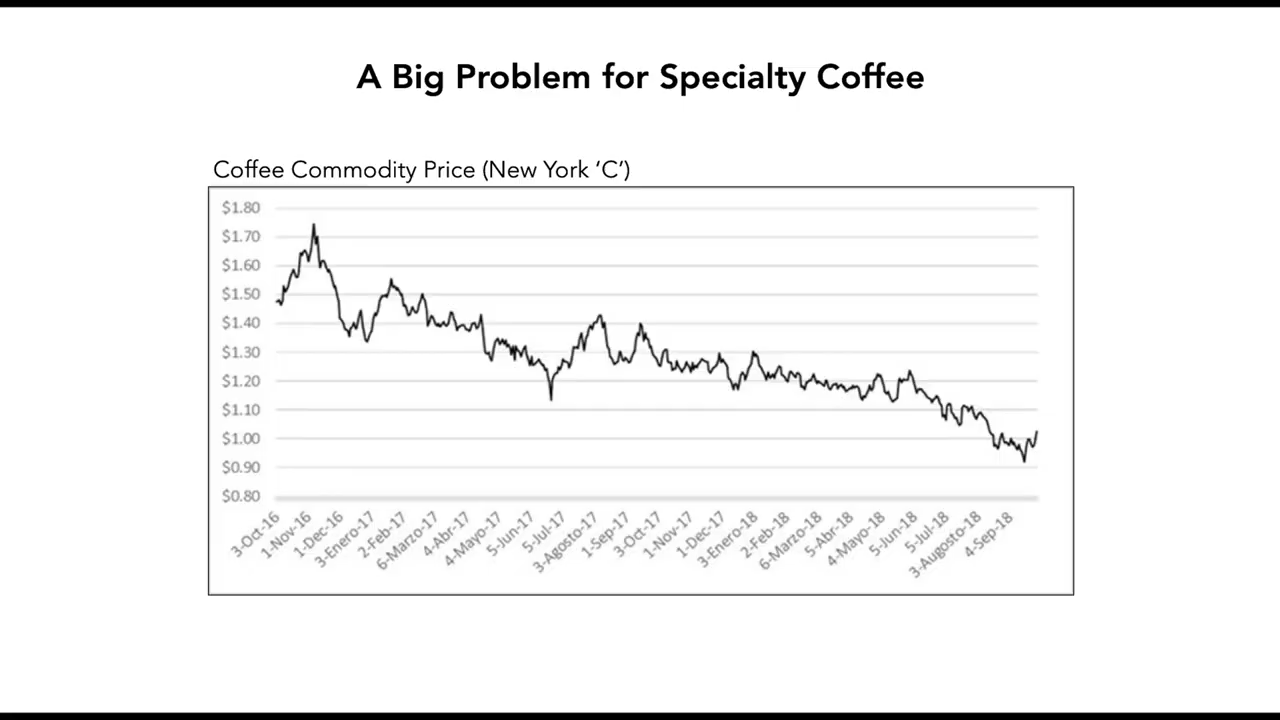 A Big Problem for Specialty Coffee
Coffee Commodity Price (New York ‘C’)
$1.80
$1.70
$1.60
$1.50
$1.40
$1.30
$1.20
$1.10
$1.00
$0.90
$0.80
3-Oct-16
1-Nov-16
1-Dec-16
3-Enero-17
2-Feb-17
6-Marzo-17
4-Abr-17
4-Mayo-17
5-Jun-17
5-Jul-17
3-Agosto-17
1-Sep-17
3-Oct-17
1-Nov-17
1-Dec-17
3-Enero-18
2-Feb-18
6-Marzo-18
5-Abr-18
4-Mayo-18
5-Jun-18
5-Jul-18
3-Augosto-18
4-Sep-18